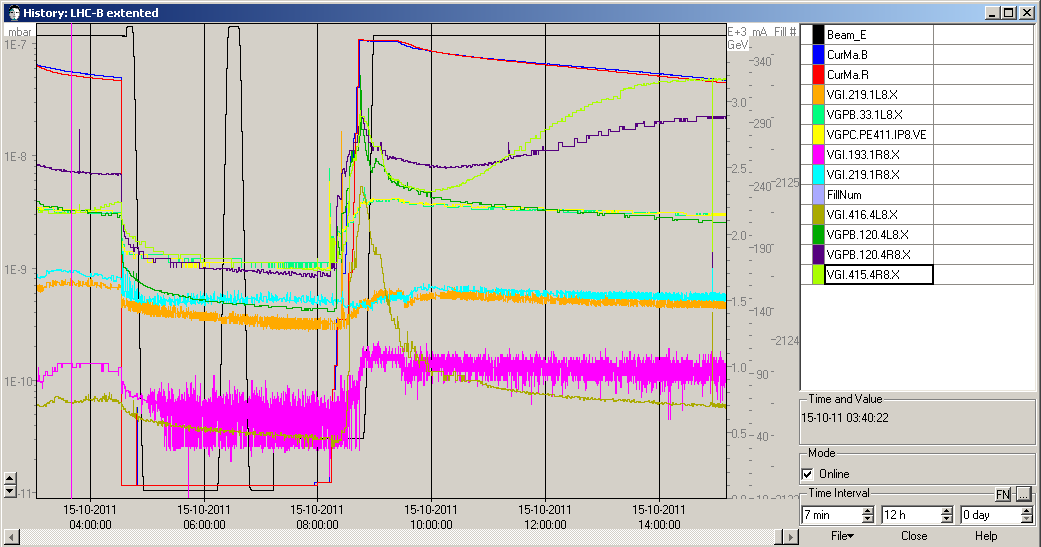 History: LHC-B extented
mbar
E+3 mA Fill #
GeV
1E-7
1E-8
1E-9
1E-10
-11
3.0
2.5
2.0
1.5
1.0
0.5
340
290
240
190
140
90
40
2125
2124
15-10-2011 15-10-2011 15-10-2011 15-10-2011 15-10-2011 15-10-2011
04:00:00 06:00:00 08:00:00 10:00:00 12:00:00 14:00:00
Beam_E
CurMa.B
CurMa.R
VGI.219.1L8.X
VGPB.33.1L8.X
VGPC.PE411.IP8.VE
VGI.193.1R8.X
VGI.219.1R8.X
FillNum
VGI.416.4L8.X
VGPB.120.4L8.X
VGPB.120.4R8.X
VGI.415.4R8.X
Time and Value
15-10-11 03:40:22
Mode
Online
Time Interval
FN ...
7 min 12 h 0 day
File Close Help